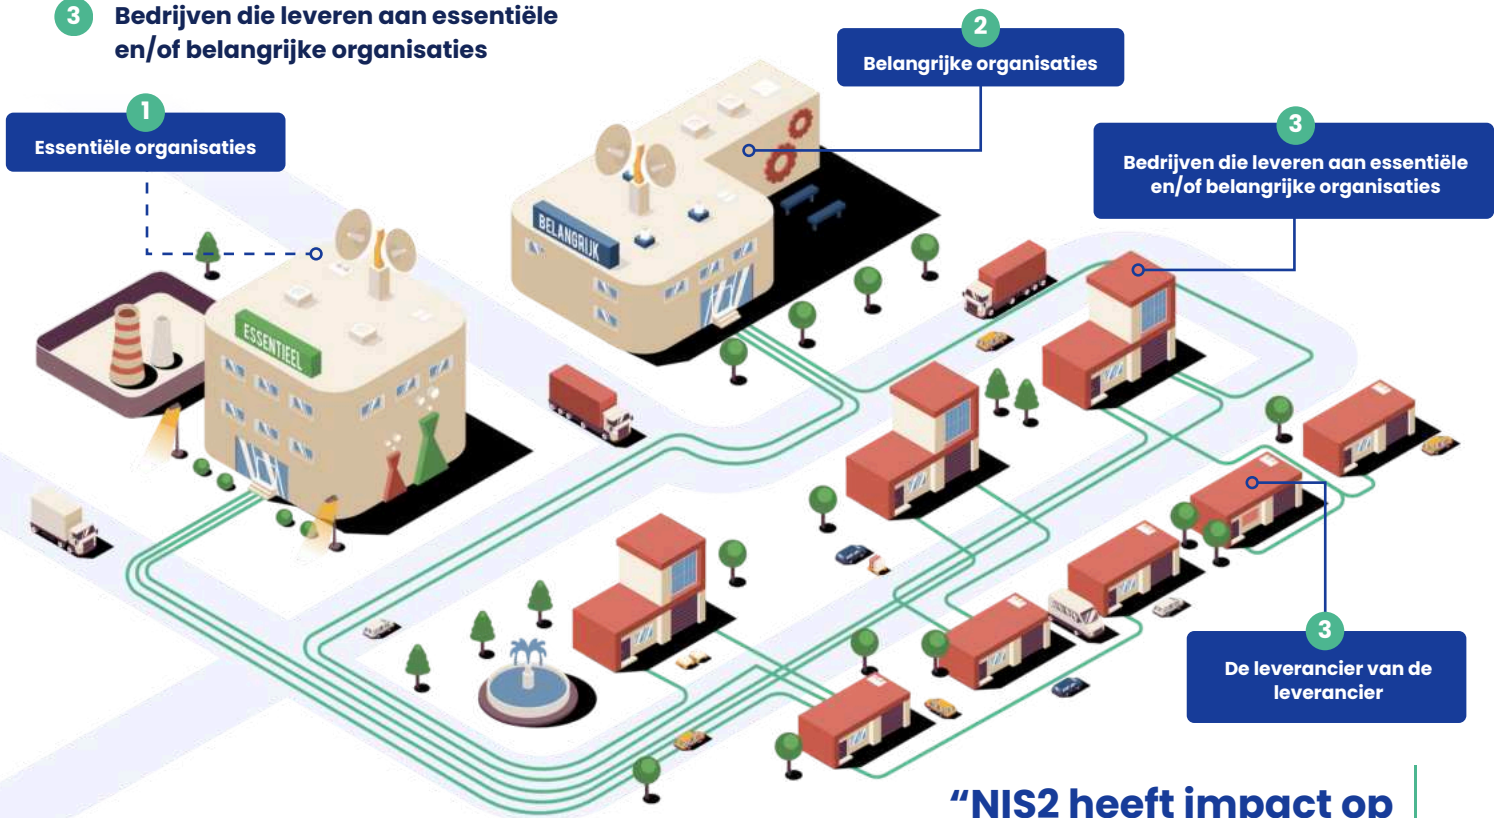 3 Bedrijven die leveren aan essentiële
en/of belangrijke organisaties
2
Belangrijke organisaties
1
Essentiële organisaties
3
Bedrijven die leveren aan essentiële
en/of belangrijke organisaties
BELANGRIJK
ESSENTIEEL
3
De leverancier van de
leverancier
“NIS2 heeft impact op